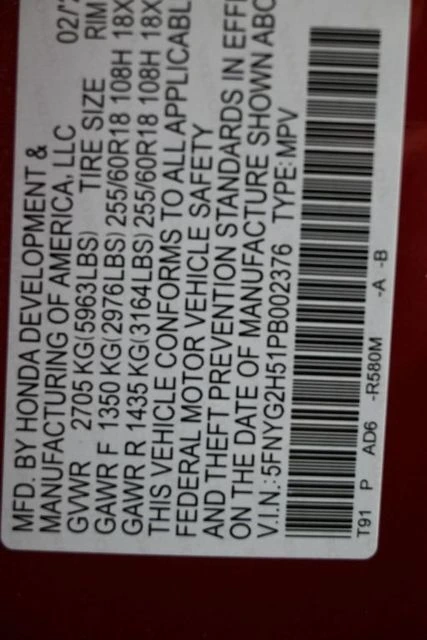 MFD. BY HONDA DEVELOPMENT &
MANUFACTURING OF AMERICA, LLC 02/
GVWR 2705 KG(5963LBS) TIRE SIZE RIM
GAWR F 1350 KG(2976LBS) 255/60R18 108H 18X
GAWR R 1435 KG(3164LBS) 255/60R18 108H 18X
THIS VEHICLE CONFORMS TO ALL APPLICABL
FEDERAL MOTOR VEHICLE SAFETY
AND THEFT PREVENTION STANDARDS IN EFF
ON THE DATE OF MANUFACTURE SHOWN ABO
V.I.N.: 5FNYG2H51PB002376 TYPE: MPV
T91 P AD6 -R580M -A -B